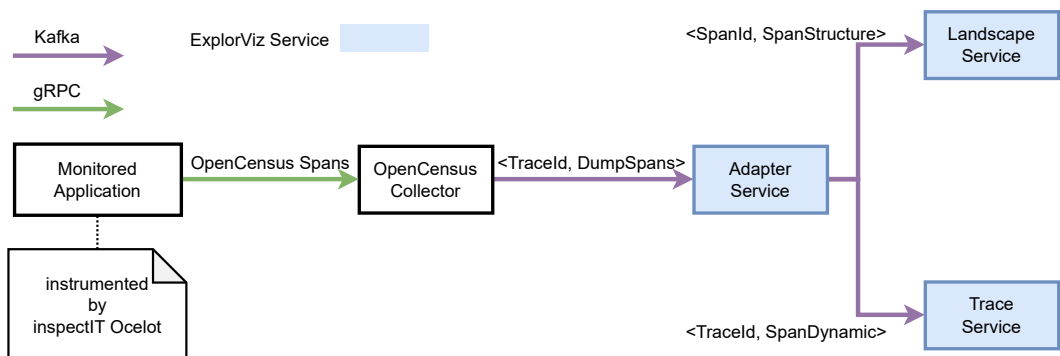 Kafka
ExplorViz Service
gRPC
<SpanId, SpanStructure>
Landscape
Service
Monitored
Application
OpenCensus Spans
OpenCensus
Collector
<TraceId, DumpSpans>
Adapter
Service
instrumented
by
inspectIT Ocelot
<TraceId, SpanDynamic>
Trace
Service